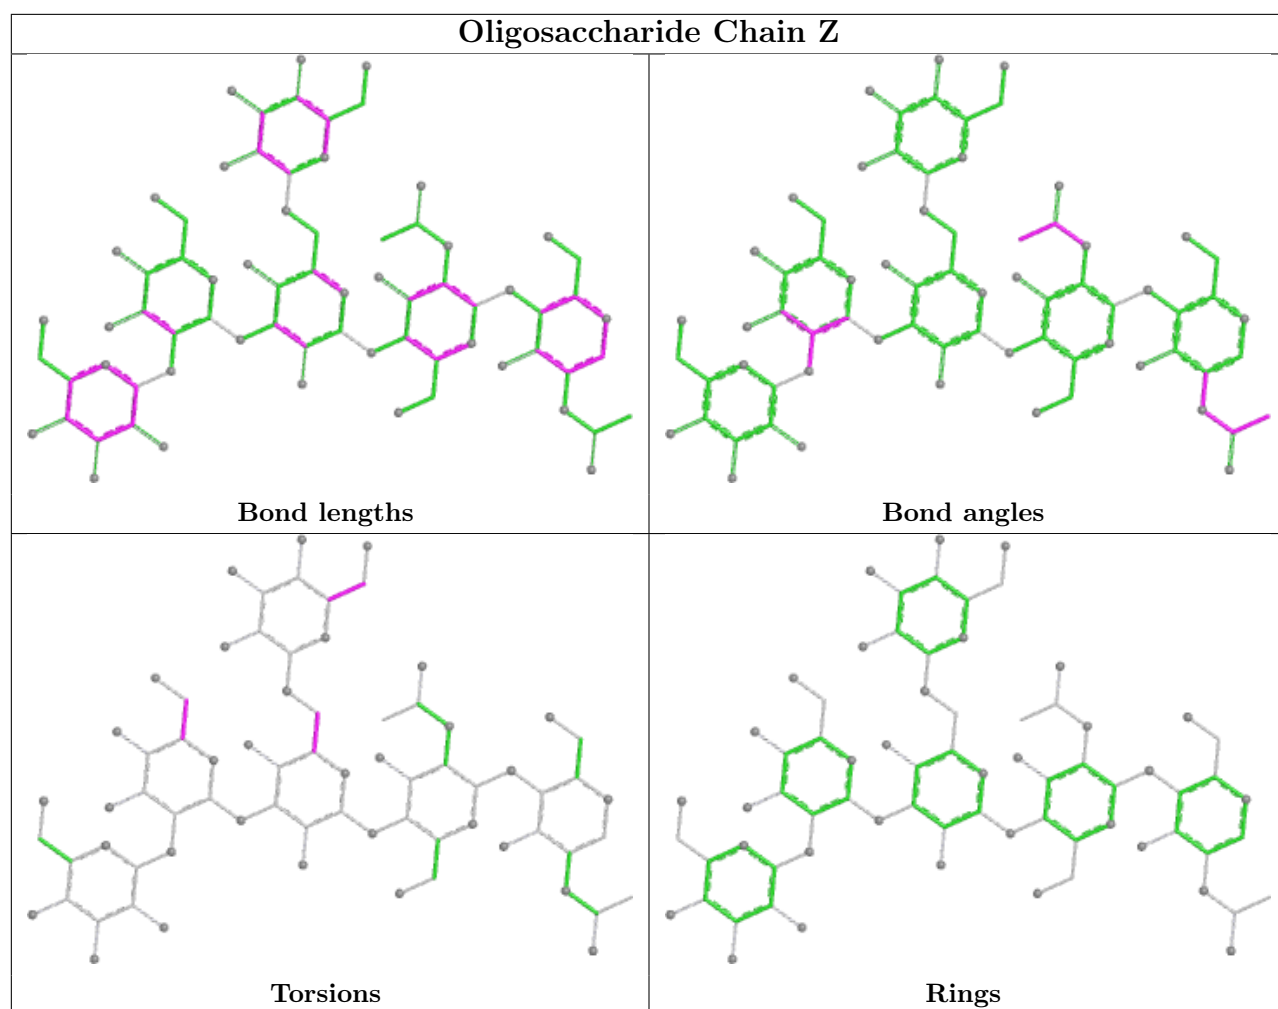 Oligosaccharide Chain Z
Bond lengths
Bond angles
Torsions
Rings